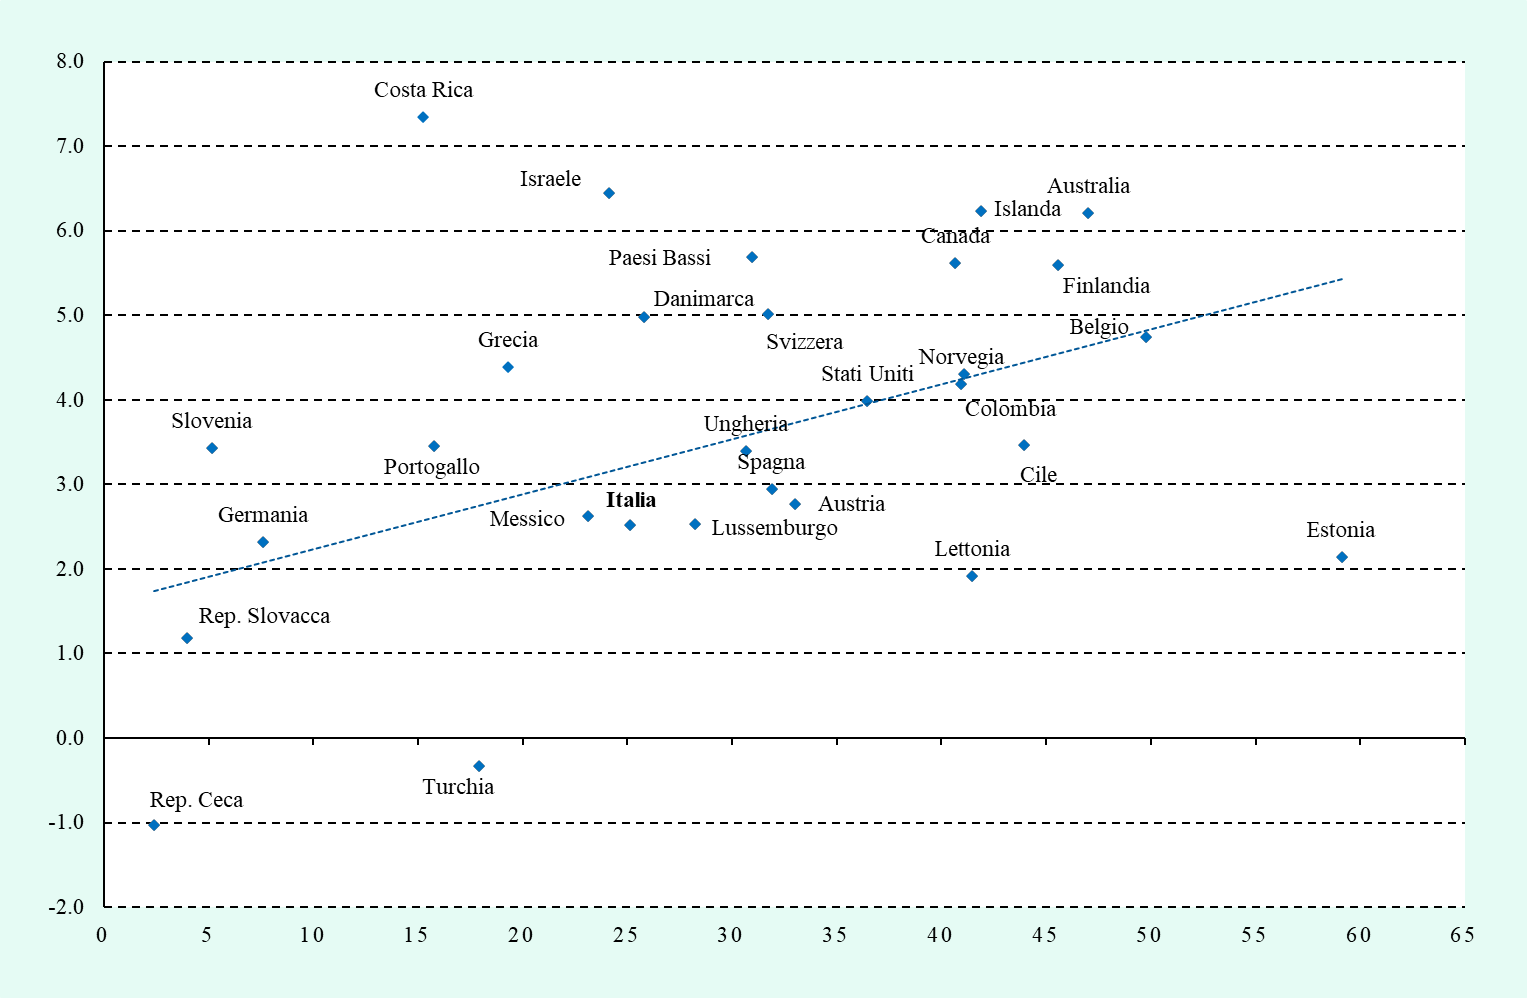 8.0
Costa Rica
7.0
Israele
Australia
Islanda
6.0
Canada
Paesi Bassi
Finlandia
Danimarca
5.0
Belgio
Grecia
Svizzera
Norvegia
Stati Uniti
4.0
Colombia
Slovenia
Ungheria
Portogallo
Spagna
Cile
3.0
Italia
Germania
Messico
Austria
Lussemburgo
Estonia
Lettonia
2.0
Rep. Slovacca
1.0
0.0
Turchia
Rep. Ceca
-1.0
-2.0
0 5 10 15 20 25 30 35 40 45 50 55 60 65